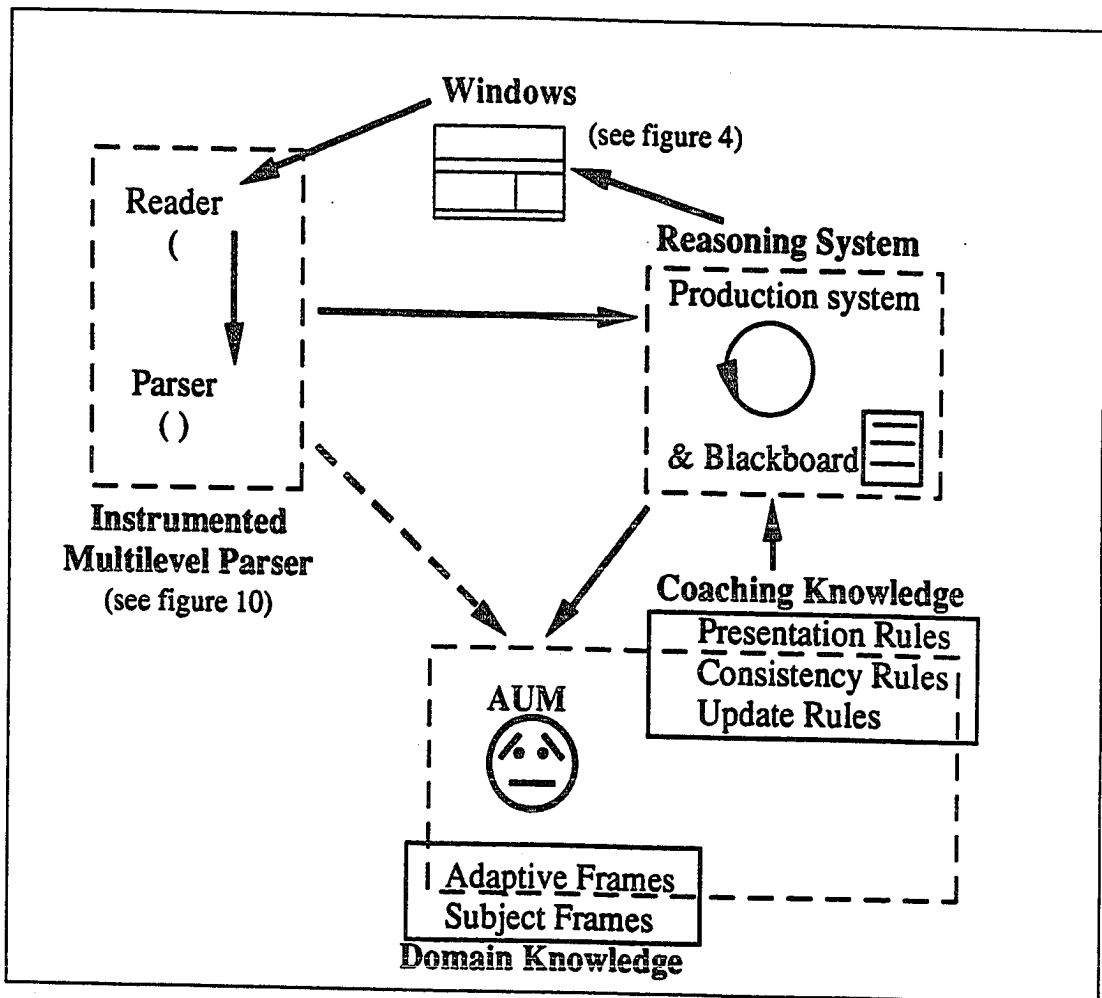 Windows
(see figure 4)
Reader
(
Parser
( )
Instrumented
Multilevel Parser
(see figure 10)
Reasoning System
Production system
& Blackboard
Coaching Knowledge
Presentation Rules
Consistency Rules
Update Rules
AUM
Adaptive Frames
Subject Frames
Domain Knowledge